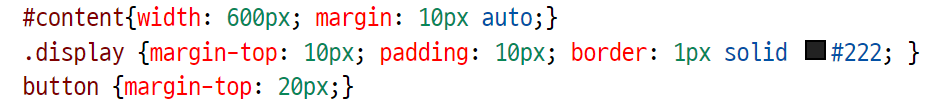 #content{width: 600px; margin: 10px auto;}
.display {margin-top: 10px; padding: 10px; border: 1px solid #222; }
button {margin-top: 20px;}